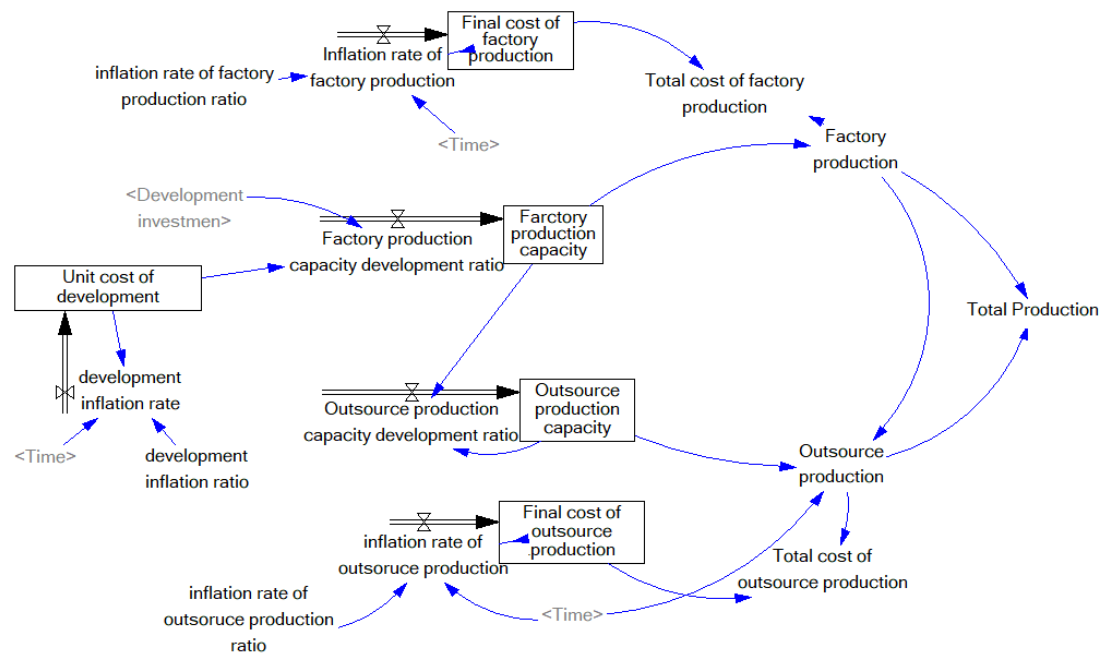 Final cost of
factory
production
Inflation rate of
factory production
inflation rate of factory
production ratio
Total cost of factory
production
<Time>
Factory
production
<Development
investmen>
Farctory
production
capacity
Factory production
capacity development ratio
Unit cost of
development
Total Production
development
inflation rate
Outsource
production
capacity
Outsource production
capacity development ratio
<Time>
development
inflation ratio
Outsource
production
Final cost of
outsource
production
inflation rate of
outsoruce production
Total cost of
outsource production
inflation rate of
outsoruce production
ratio
<Time>